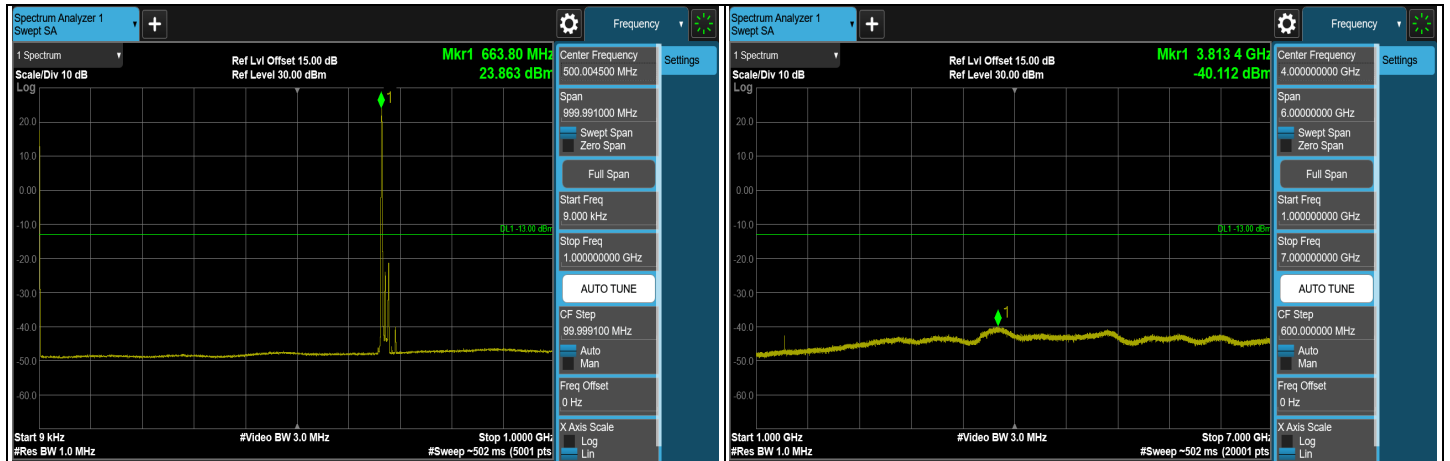 Spectrum Analyzer 1
Swept SA
+
Frequency
1 Spectrum
Scale/Div 10 dB
Ref Lvl Offset 15.00 dB
Ref Level 30.00 dBm
Mkr1 663.80 MHz
23.863 dBm
Log
1
20.0
10.0
0.00
-10.0
-20.0
-30.0
-40.0
-50.0
-60.0
DL1 -13.00 dBm
Start 9 kHz
#Res BW 1.0 MHz
#Video BW 3.0 MHz
Stop 1.0000 GHz
#Sweep ~502 ms (5001 pts)
Center Frequency
500.004500 MHz
Settings
Span
999.991000 MHz
Swept Span
Zero Span
Full Span
Start Freq
9.000 kHz
Stop Freq
1.000000000 GHz
AUTO TUNE
CF Step
99.999100 MHz
Auto
Man
Freq Offset
0 Hz
X Axis Scale
Log
Lin
Spectrum Analyzer 1
Swept SA
+
Frequency
1 Spectrum
Scale/Div 10 dB
Ref Lvl Offset 15.00 dB
Ref Level 30.00 dBm
Mkr1 3.813 4 GHz
-40.112 dBm
Log
1
20.0
10.0
0.00
-10.0
-20.0
-30.0
-40.0
-50.0
-60.0
DL1 -13.00 dBm
Start 1.000 GHz
#Res BW 1.0 MHz
#Video BW 3.0 MHz
Stop 7.000 GHz
#Sweep ~502 ms (20001 pts)
Center Frequency
4.00000000 GHz
Settings
Span
6.00000000 GHz
Swept Span
Zero Span
Full Span
Start Freq
1.000000000 GHz
Stop Freq
7.000000000 GHz
AUTO TUNE
CF Step
600.000000 MHz
Auto
Man
Freq Offset
0 Hz
X Axis Scale
Log
Lin